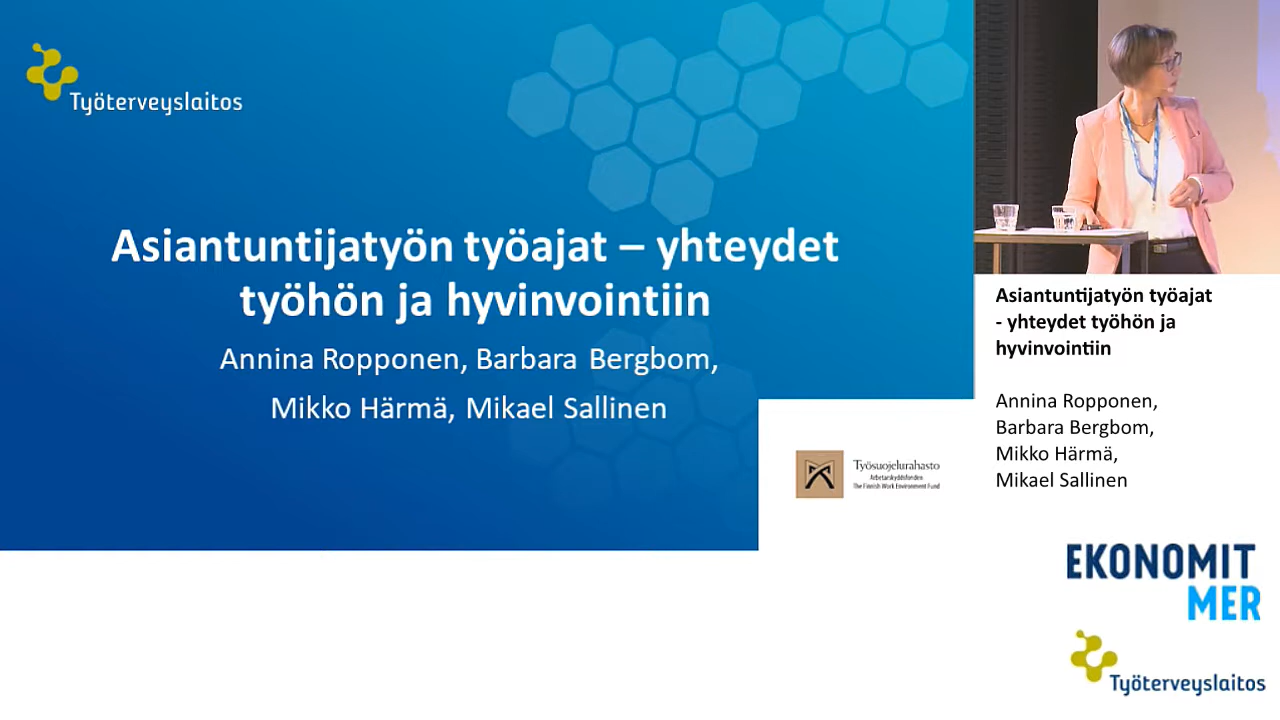 Työterveyslaitos
Asiantuntijatyön työajat – yhteydet
työhön ja hyvinvointiin
Annina Ropponen, Barbara Bergbom,
Mikko Härmä, Mikael Sallinen
Työsuojelurahasto
Arbetarskyddsfonden
The Finnish Work Environment Fund
Asiantuntijatyön työajat
- yhteydet työhön ja
hyvinvointiin
Annina Ropponen,
Barbara Bergbom,
Mikko Härmä,
Mikael Sallinen
EKONOMIT
MER
Työterveyslaitos